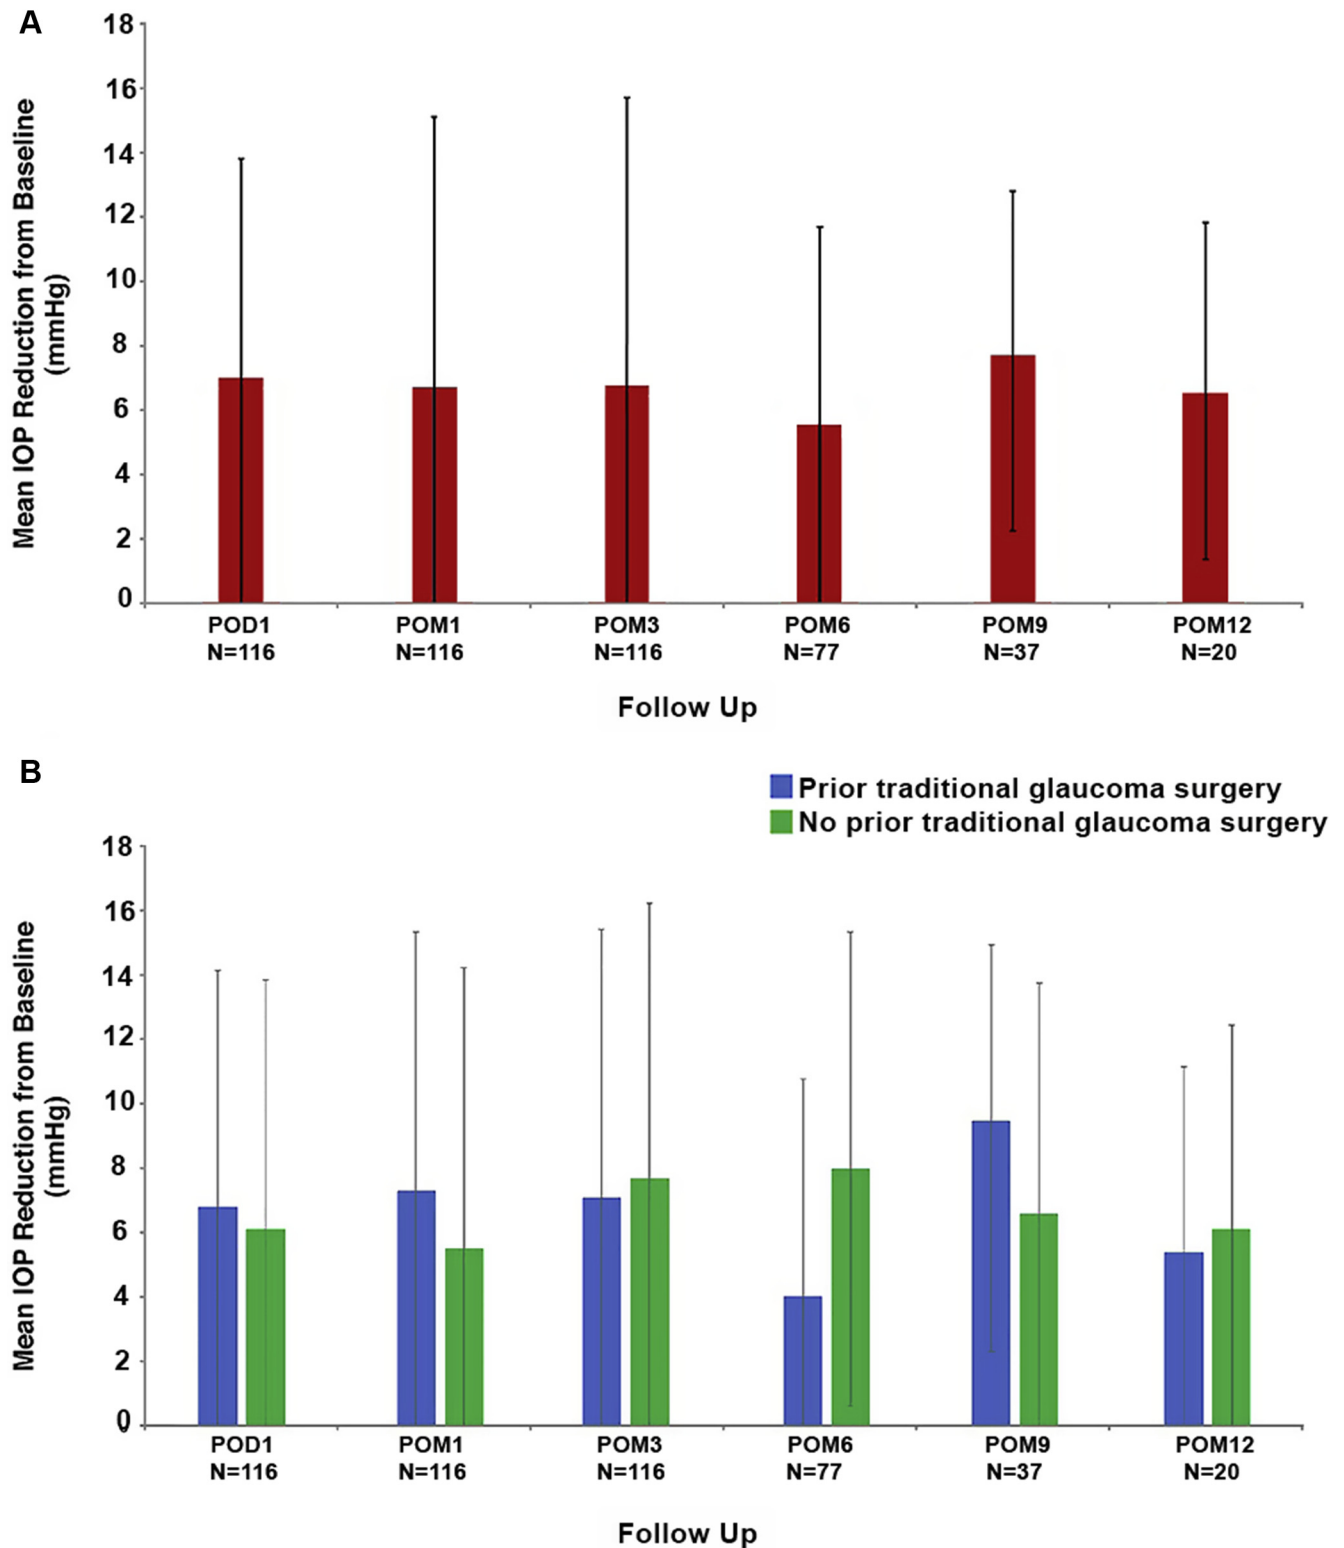 A
Mean IOP Reduction from Baseline
(mmHg)
18
16
14
12
10
8
6
4
2
0
POD1 POM1 POM3 POM6 POM9 POM12
N=116 N=116 N=116 N=77 N=37 N=20
Follow Up
B
Prior traditional glaucoma surgery
No prior traditional glaucoma surgery
Mean IOP Reduction from Baseline
(mmHg)
18
16
14
12
10
8
6
4
2
0
POD1 POM1 POM3 POM6 POM9 POM12
N=116 N=116 N=116 N=77 N=37 N=20
Follow Up